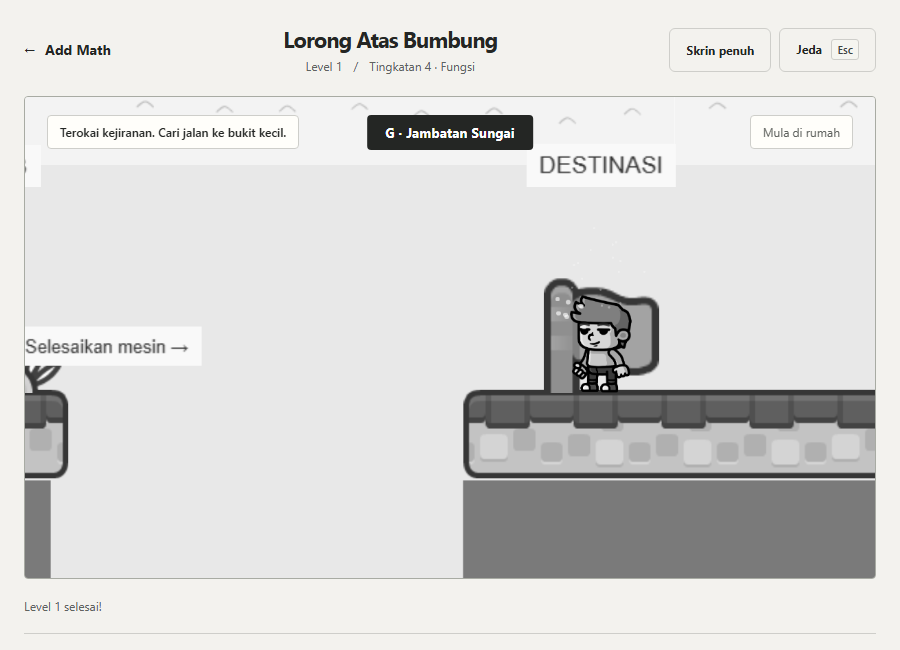 ← Add Math
Lorong Atas Bumbung
Level 1 / Tingkatan 4 · Fungsi
Skrin penuh
Jeda Esc
Terokai kejiranan. Cari jalan ke bukit kecil.
G · Jambatan Sungai
Mula di rumah
DESTINASI
Selesaikan mesin →
Level 1 selesai!